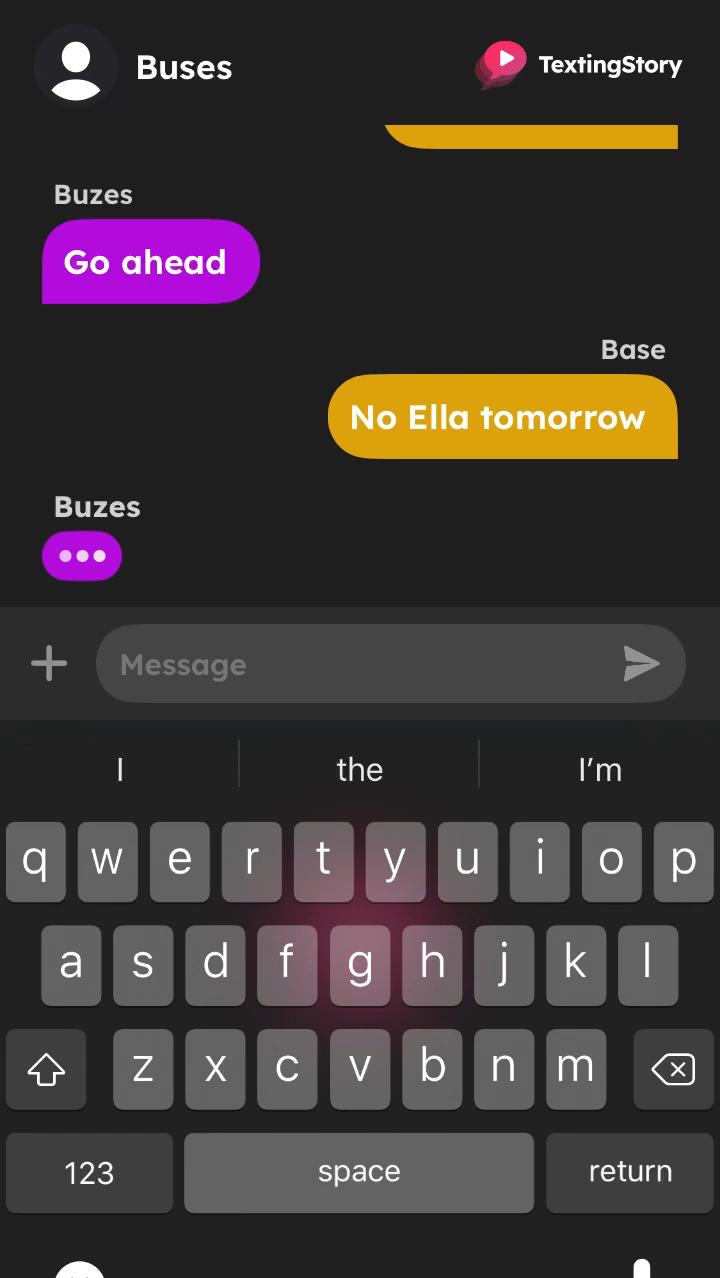 Buses
TextingStory
Buzes
Go ahead
Base
No Ella tomorrow
Buzes
Message
I
the
I'm
q w e r t y u i o p
a s d f g h j k l
z x c v b n m
123
space
return